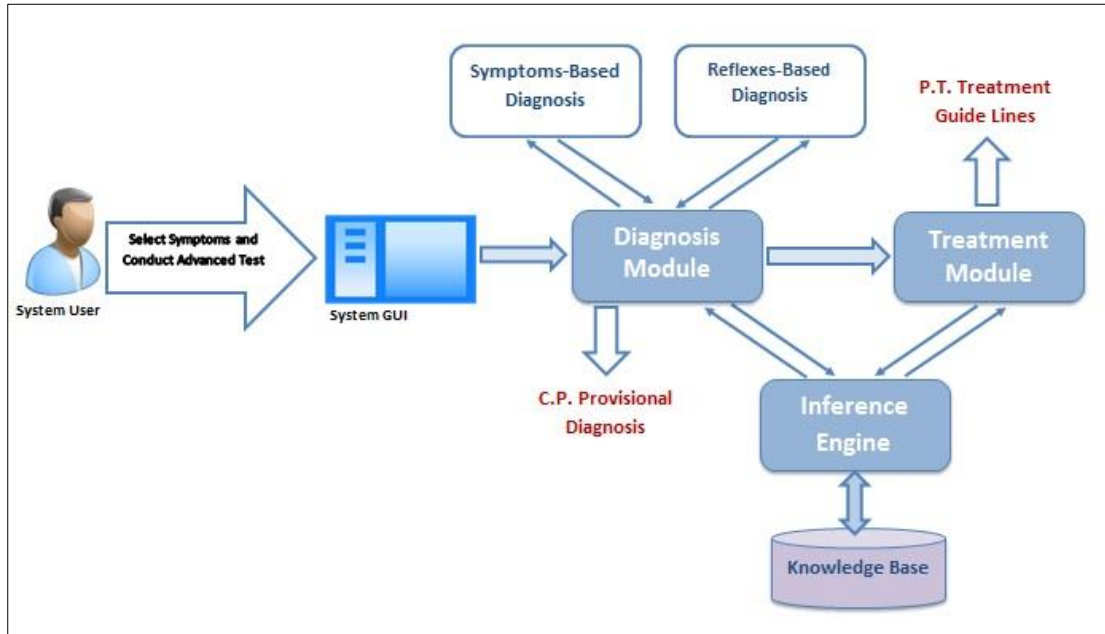 Symptoms-Based
Diagnosis
Reflexes-Based
Diagnosis
P.T. Treatment
Guide Lines
Select Symptoms and
Conduct Advanced Test
System User
System GUI
Diagnosis
Module
Treatment
Module
C.P. Provisional
Diagnosis
Inference
Engine
Knowledge Base